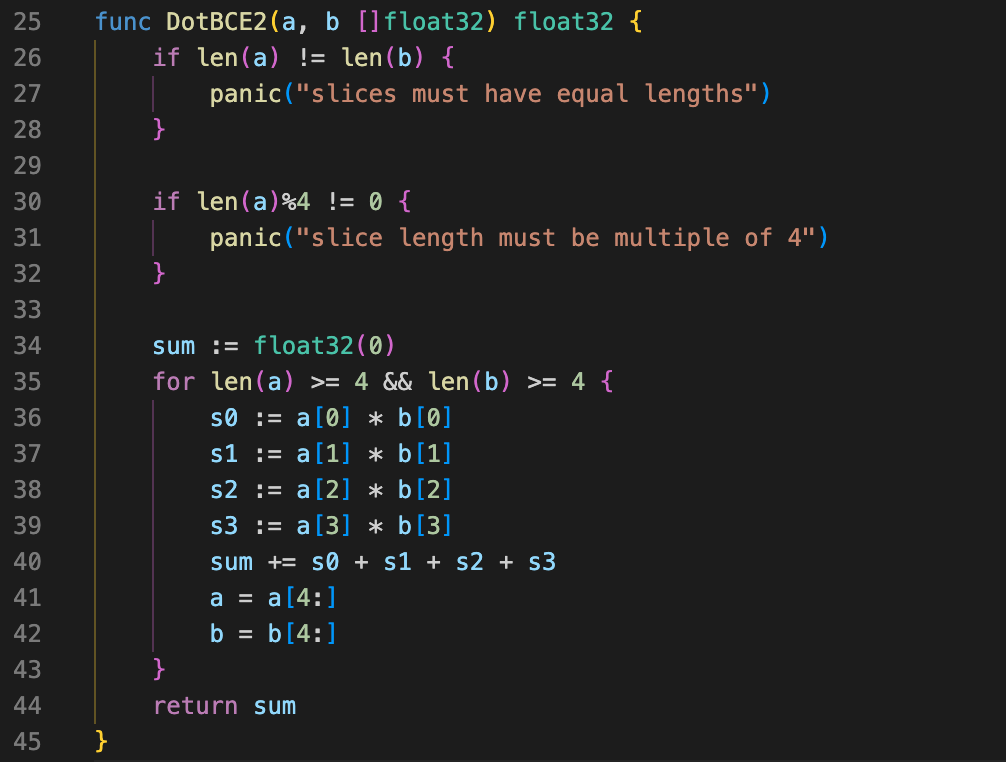 25 func DotBCE2(a, b []float32) float32 {
26     if len(a) != len(b) {
27         panic("slices must have equal lengths")
28     }
29
30     if len(a)%4 != 0 {
31         panic("slice length must be multiple of 4")
32     }
33
34     sum := float32(0)
35     for len(a) >= 4 && len(b) >= 4 {
36         s0 := a[0] * b[0]
37         s1 := a[1] * b[1]
38         s2 := a[2] * b[2]
39         s3 := a[3] * b[3]
40         sum += s0 + s1 + s2 + s3
41         a = a[4:]
42         b = b[4:]
43     }
44     return sum
45 }